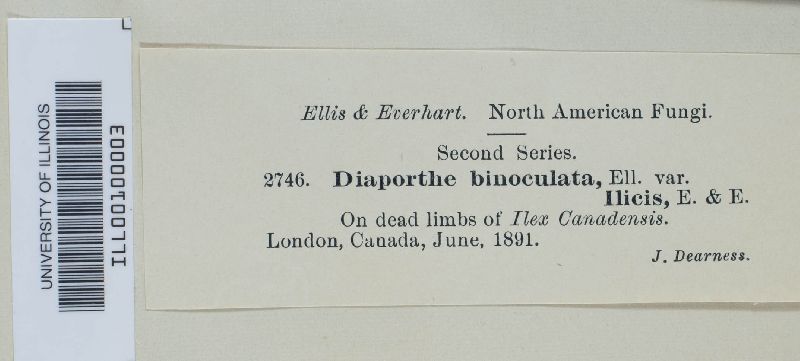 UNIVERSITY OF ILLINOIS
ILL00100003
Ellis & Everhart. North American Fungi.
Second Series.
2746. Diaporthe binoculata, Ell. var.
Ilicis, E. & E.
On dead limbs of Ilex Canadensis.
London, Canada, June, 1891.
J. Dearness.